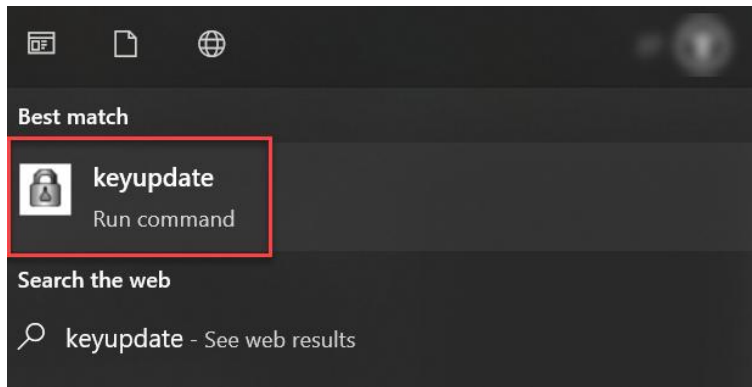 Best match
keyupdate
Run command
Search the web
keyupdate - See web results